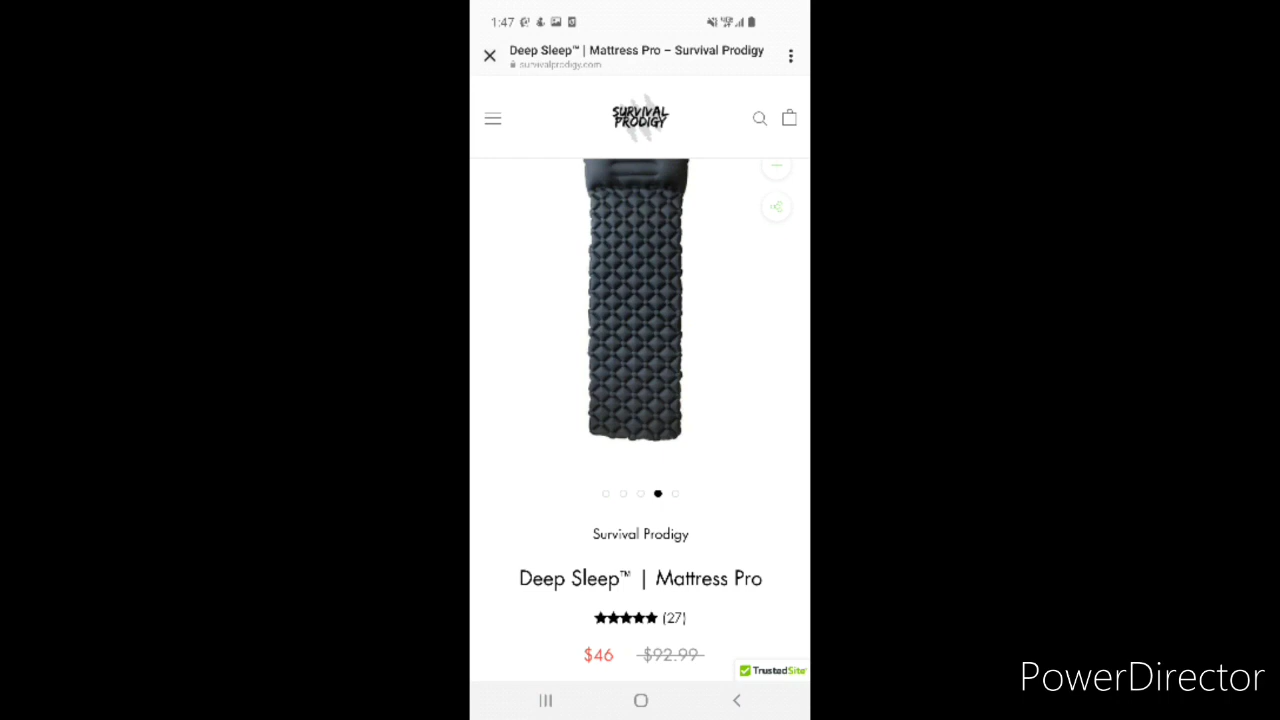 1:47
Deep Sleep™ | Mattress Pro – Survival Prodigy
survivalprodigy.com
SURVIVAL
PRODIGY
Survival Prodigy
Deep Sleep™ | Mattress Pro
★★★★★ (27)
$46 $92.99
TrustedSite
PowerDirector